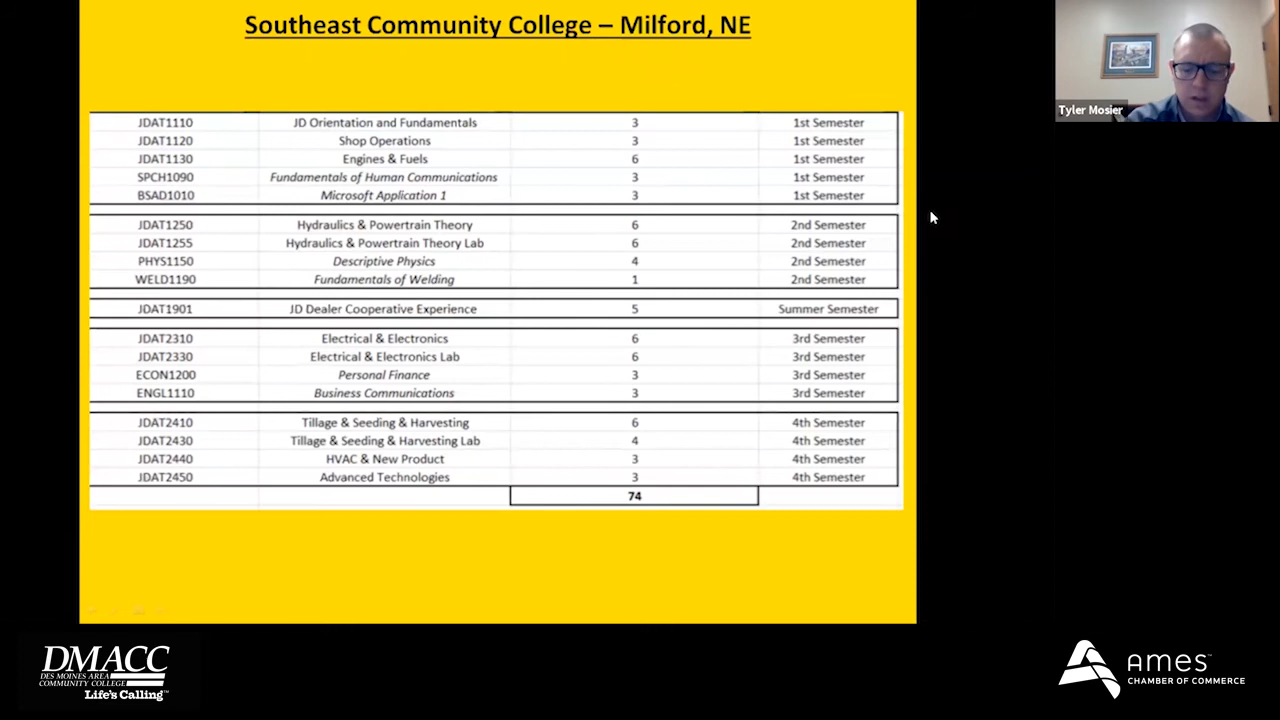 Southeast Community College – Milford, NE
Tyler Mosier
JDAT1110 JD Orientation and Fundamentals 3 1st Semester
JDAT1120 Shop Operations 3 1st Semester
JDAT1130 Engines & Fuels 6 1st Semester
SPCH1090 Fundamentals of Human Communications 3 1st Semester
BSAD1010 Microsoft Application 1 3 1st Semester
JDAT1250 Hydraulics & Powertrain Theory 6 2nd Semester
JDAT1255 Hydraulics & Powertrain Theory Lab 6 2nd Semester
PHYS1150 Descriptive Physics 4 2nd Semester
WELD1190 Fundamentals of Welding 1 2nd Semester
JDAT1901 JD Dealer Cooperative Experience 5 Summer Semester
JDAT2310 Electrical & Electronics 6 3rd Semester
JDAT2330 Electrical & Electronics Lab 6 3rd Semester
ECON1200 Personal Finance 3 3rd Semester
ENGL1110 Business Communications 3 3rd Semester
JDAT2410 Tillage & Seeding & Harvesting 6 4th Semester
JDAT2430 Tillage & Seeding & Harvesting Lab 4 4th Semester
JDAT2440 HVAC & New Product 3 4th Semester
JDAT2450 Advanced Technologies 3 4th Semester
74
DMACC
DES MOINES AREA
COMMUNITY COLLEGE
Life's Calling™
AMES™
CHAMBER OF COMMERCE